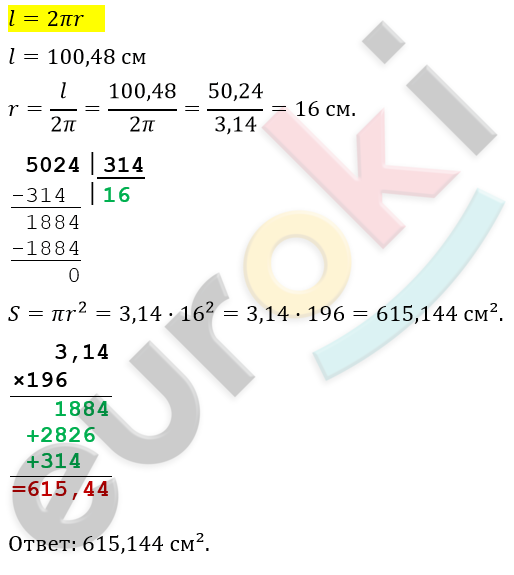 l = 2πr
l = 100,48 см
r = l/2π = 100,48/2π = 50,24/3,14 = 16 см.
5024 | 314
−314 | 16
1884
−1884
0
S = πr² = 3,14 · 16² = 3,14 · 196 = 615,144 см².
3,14
×196
1884
+2826
+314
=615,44
Ответ: 615,144 см².
euroki